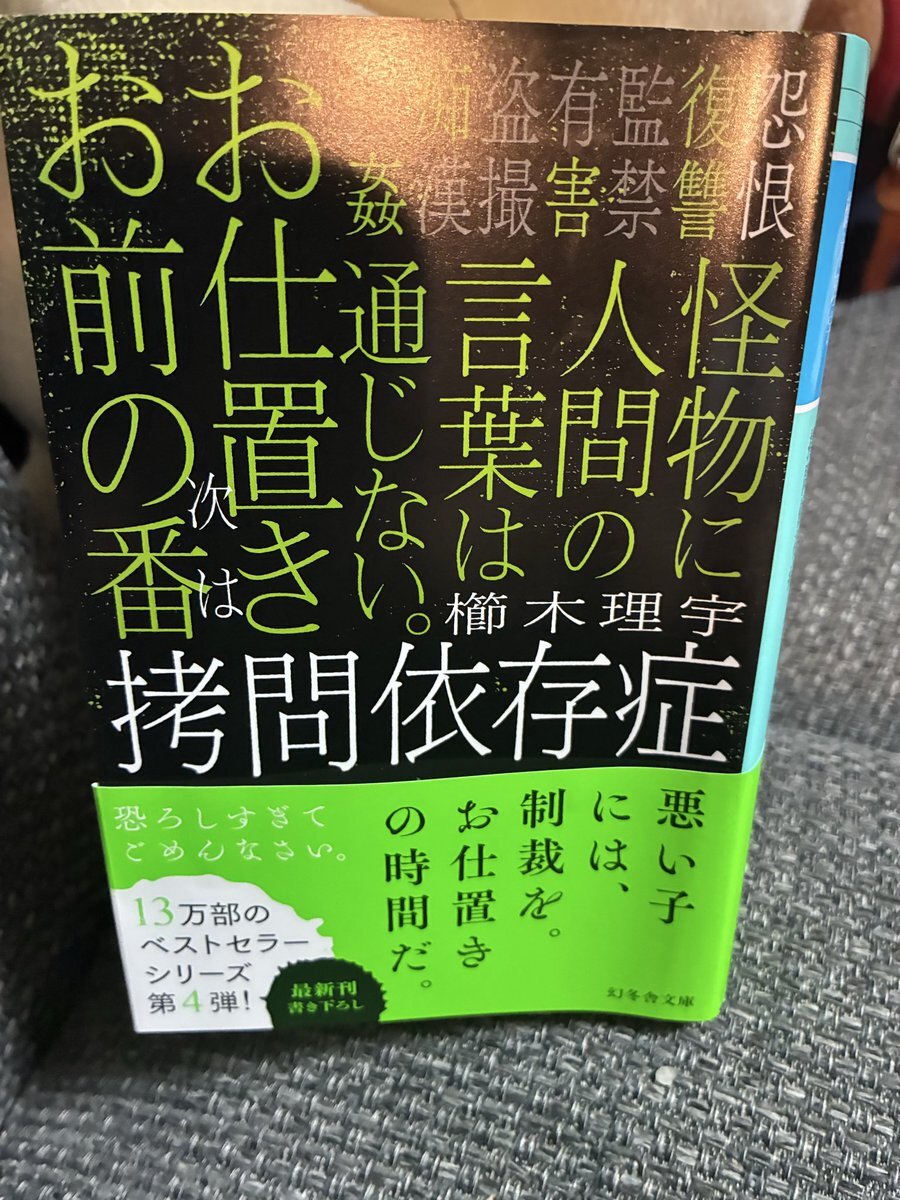 怨恨
復讐
監禁
有害
盗撮
痴漢
姦
怪物に
人間の
言葉は
通じない。
お仕置き
次は
お前の番
櫛木理宇
拷問依存症
悪い子
には、
制裁を。
お仕置き
の時間だ。
恐ろしすぎて
ごめんなさい。
13万部の
ベストセラー
シリーズ
第4弾!
最新刊
書き下ろし
幻冬舎文庫